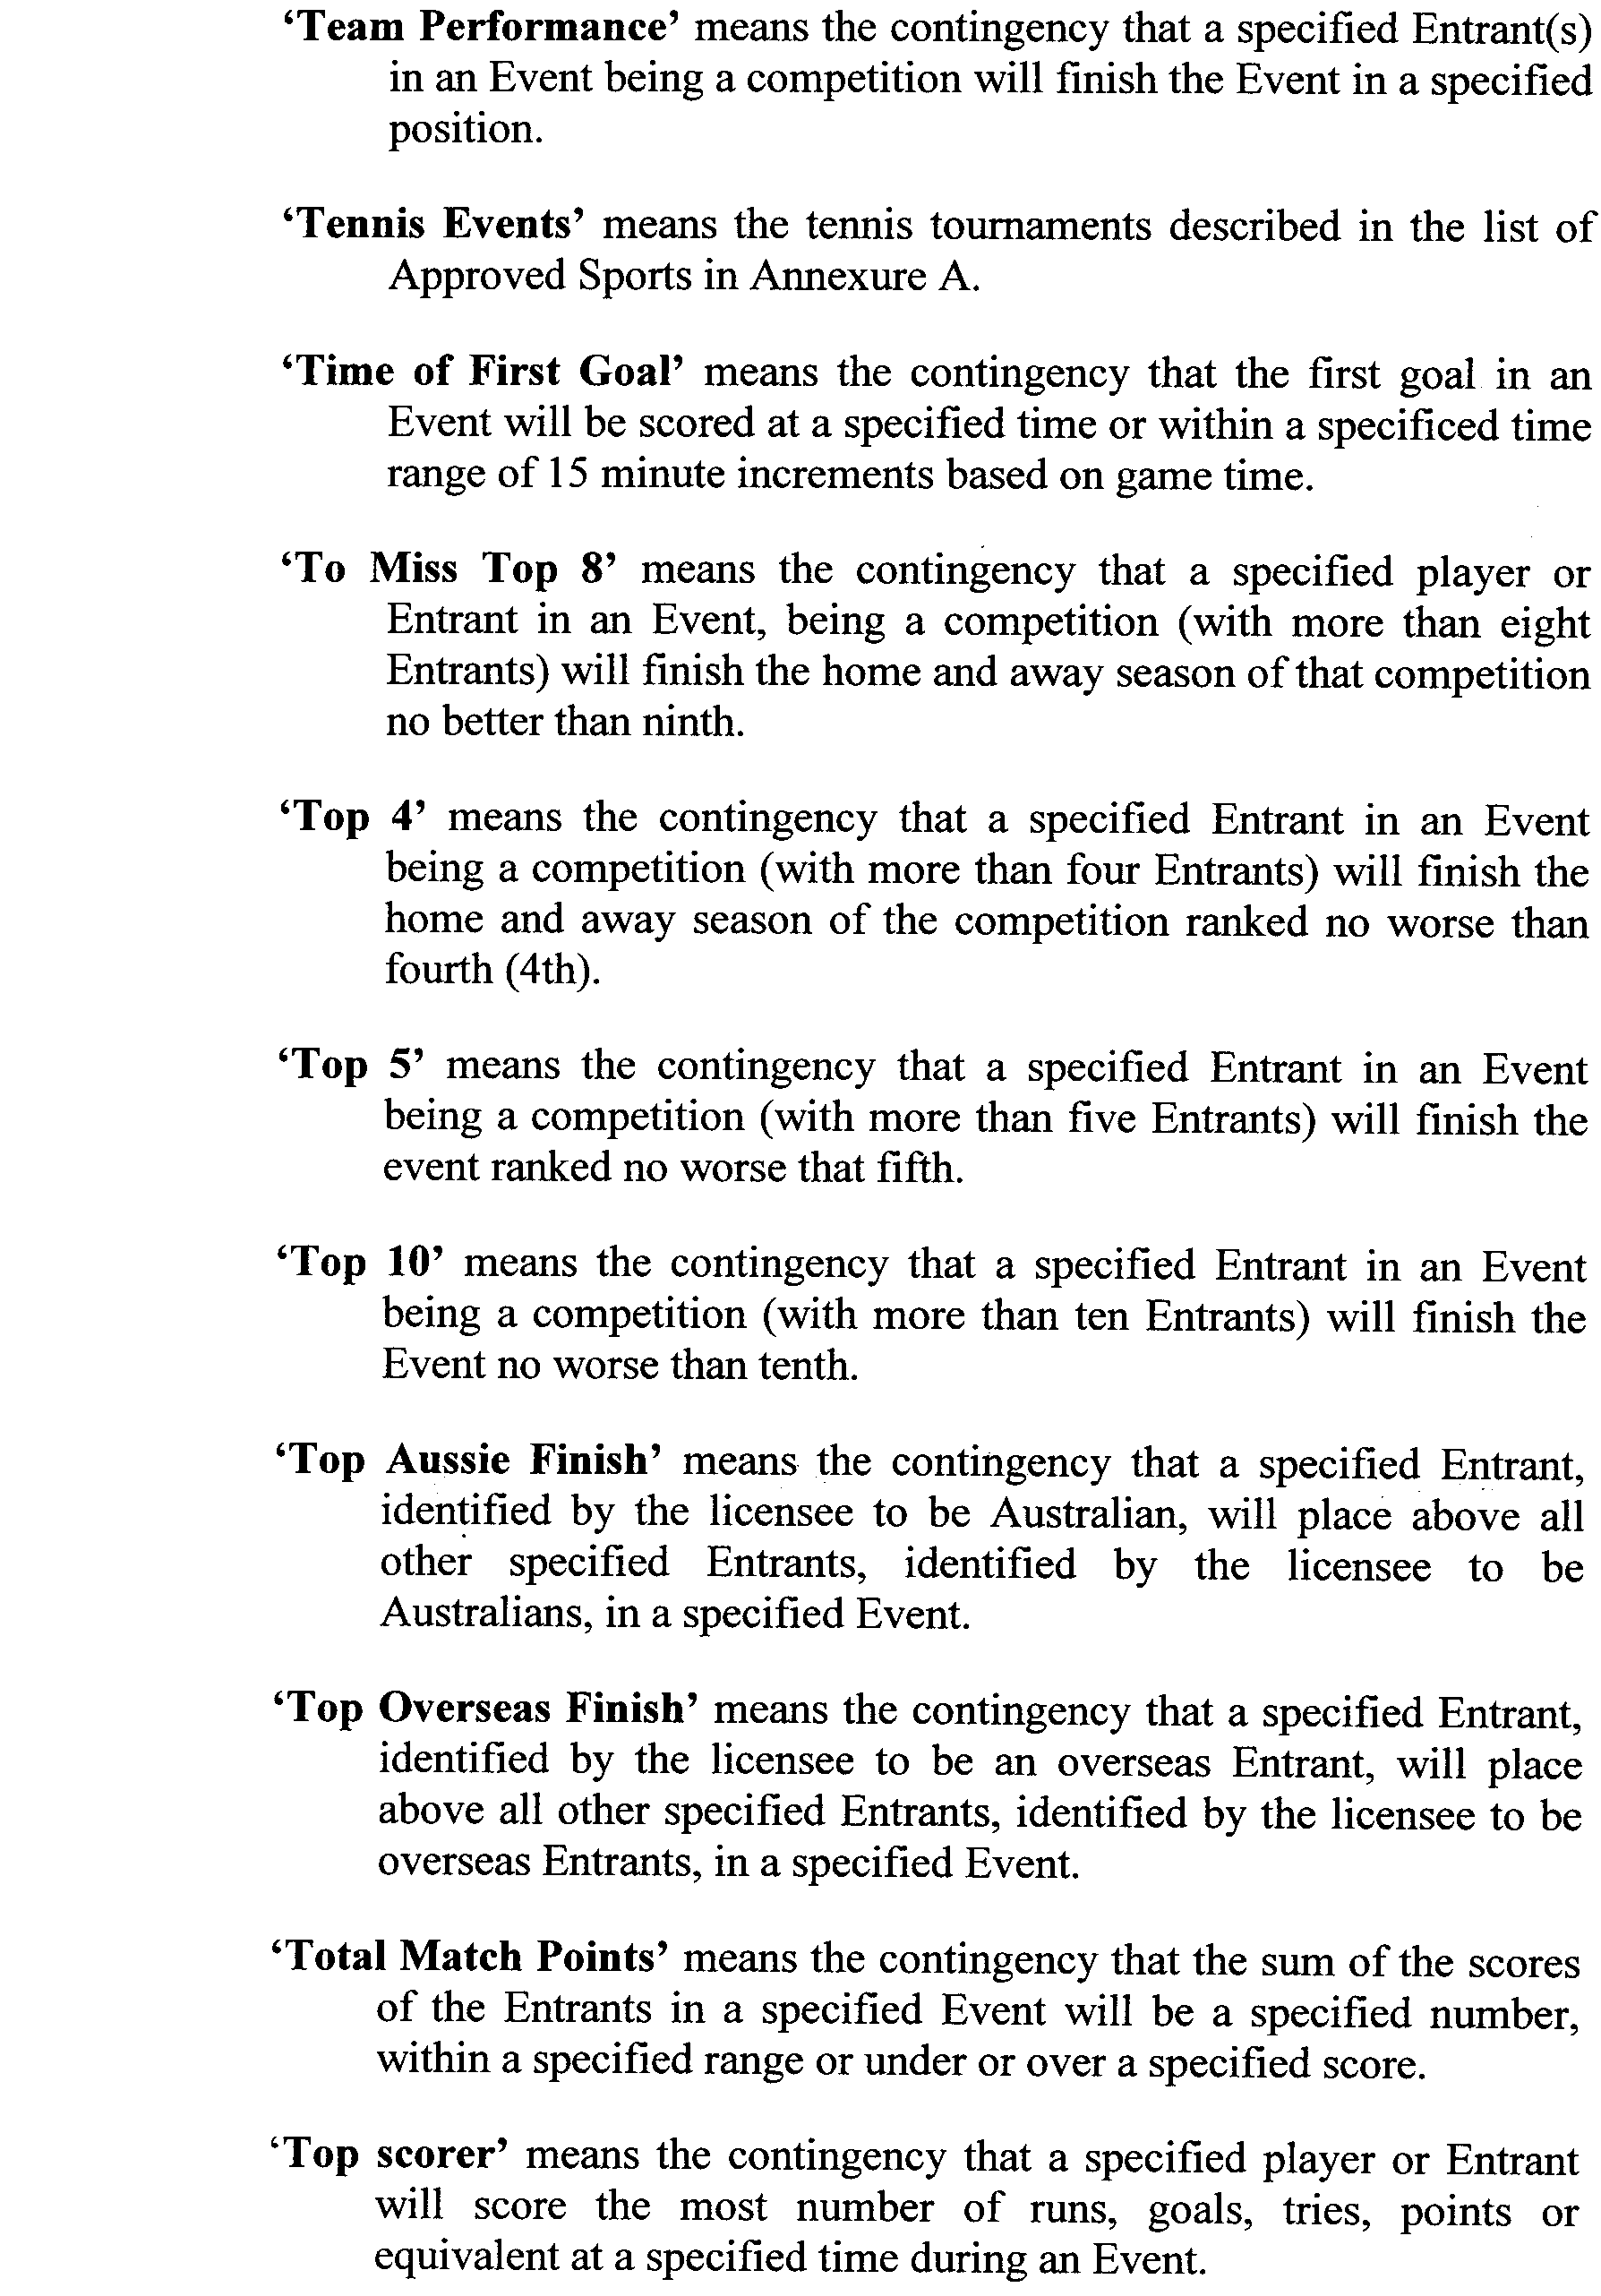 ‘Team Performance’ means the contingency that a specified Entrant(s)
in an Event being a competition will finish the Event in a specified
position.
‘Tennis Events’ means the tennis tournaments described in the list of
Approved Sports in Annexure A.
‘Time of First Goal’ means the contingency that the first goal in an
Event will be scored at a specified time or within a specificed time
range of 15 minute increments based on game time.
‘To Miss Top 8’ means the contingency that a specified player or
Entrant in an Event, being a competition (with more than eight
Entrants) will finish the home and away season of that competition
no better than ninth.
‘Top 4’ means the contingency that a specified Entrant in an Event
being a competition (with more than four Entrants) will finish the
home and away season of the competition ranked no worse than
fourth (4th).
‘Top 5’ means the contingency that a specified Entrant in an Event
being a competition (with more than five Entrants) will finish the
event ranked no worse that fifth.
‘Top 10’ means the contingency that a specified Entrant in an Event
being a competition (with more than ten Entrants) will finish the
Event no worse than tenth.
‘Top Aussie Finish’ means the contingency that a specified Entrant,
identified by the licensee to be Australian, will place above all
other specified Entrants, identified by the licensee to be
Australians, in a specified Event.
‘Top Overseas Finish’ means the contingency that a specified Entrant,
identified by the licensee to be an overseas Entrant, will place
above all other specified Entrants, identified by the licensee to be
overseas Entrants, in a specified Event.
‘Total Match Points’ means the contingency that the sum of the scores
of the Entrants in a specified Event will be a specified number,
within a specified range or under or over a specified score.
‘Top scorer’ means the contingency that a specified player or Entrant
will score the most number of runs, goals, tries, points or
equivalent at a specified time during an Event.